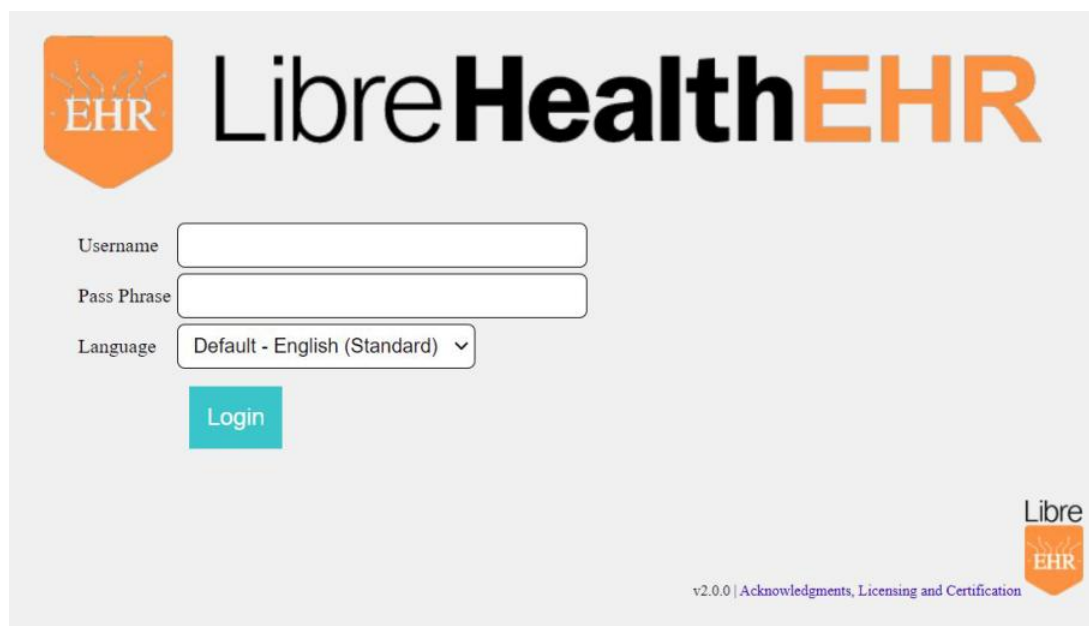 EHR LibreHealthEHR
Username
Pass Phrase
Language Default - English (Standard)
Login
Libre
EHR
v2.0.0 | Acknowledgments, Licensing and Certification